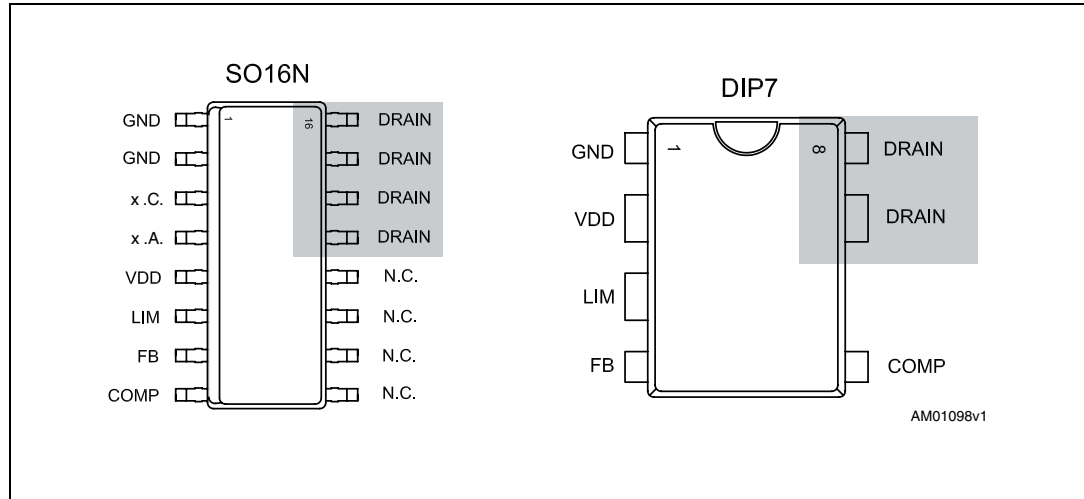 SO16N
GND 1 16 DRAIN
GND DRAIN
x .C. DRAIN
x .A. DRAIN
VDD N.C.
LIM N.C.
FB N.C.
COMP N.C.
DIP7
GND 1 8 DRAIN
VDD DRAIN
LIM
FB COMP
AM01098v1